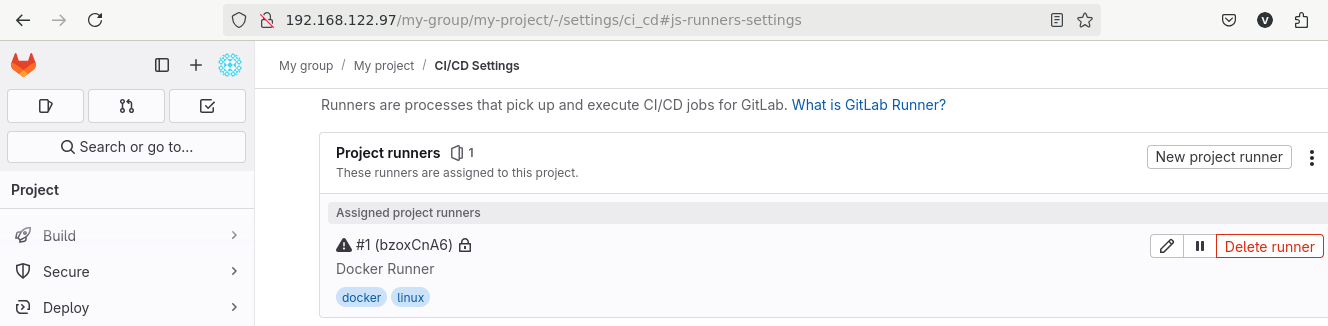 192.168.122.97/my-group/my-project/-/settings/ci_cd#js-runners-settings
V
My group / My project / CI/CD Settings
Search or go to...
Project
Build
Secure
Deploy
Runners are processes that pick up and execute CI/CD jobs for GitLab. What is GitLab Runner?
Project runners 1
New project runner
These runners are assigned to this project.
Assigned project runners
#1 (bzoxCnA6)
Delete runner
Docker Runner
docker linux